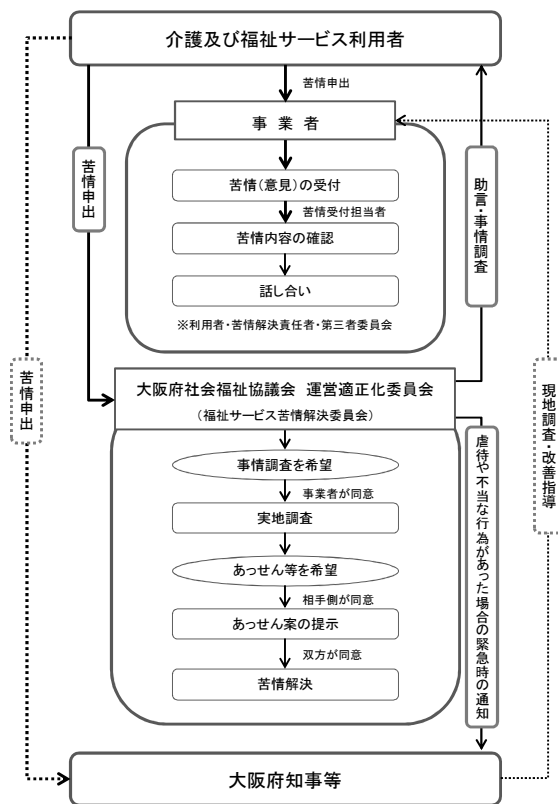 介護及び福祉サービス利用者
苦情申出
事業者
苦情(意見)の受付
苦情受付担当者
苦情内容の確認
話し合い
※利用者・苦情解決責任者・第三者委員会
苦情申出
助言・事情調査
苦情申出
現地調査・改善指導
大阪府社会福祉協議会 運営適正化委員会
(福祉サービス苦情解決委員会)
事情調査を希望
事業者が同意
実地調査
あっせん等を希望
相手側が同意
あっせん案の提示
双方が同意
苦情解決
虐待や不当な行為があった場合の緊急時の通知
大阪府知事等